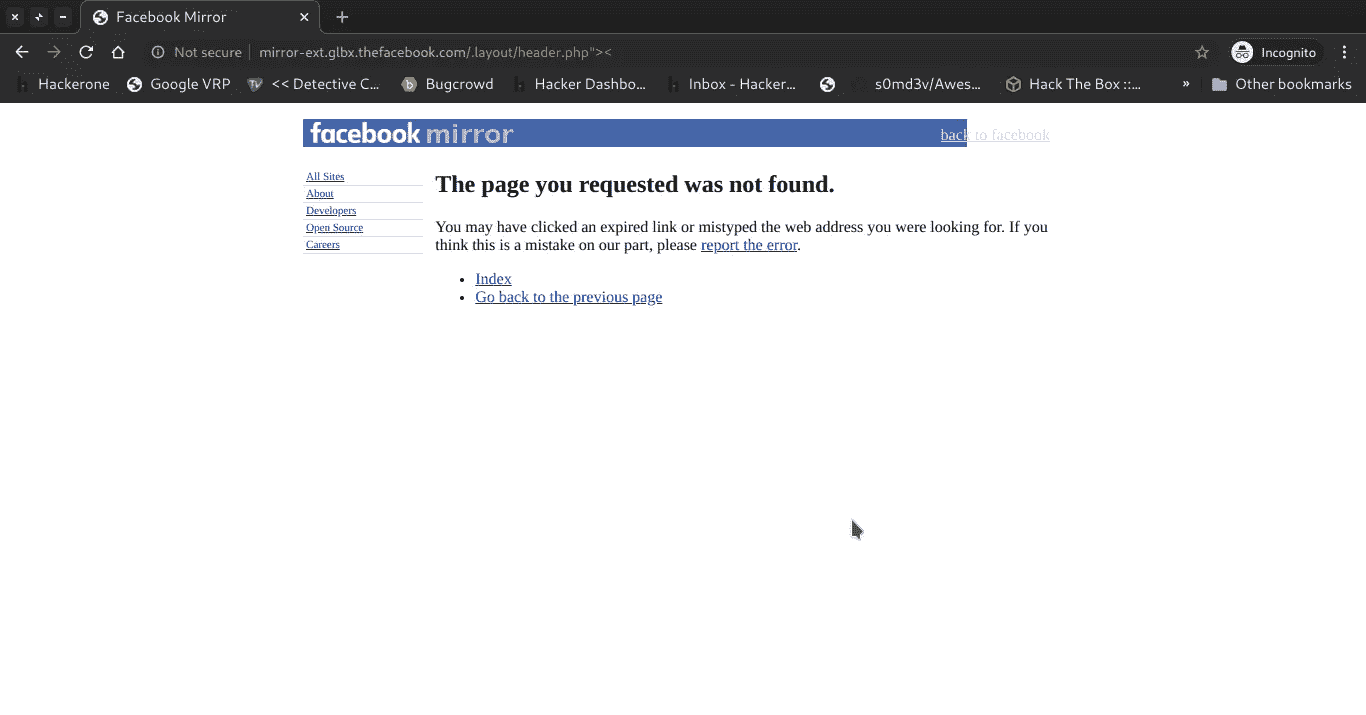 Facebook Mirror
Not secure mirror-ext.glbx.thefacebook.com/.layout/header.php"><
Incognito
Hackerone Google VRP << Detective C... Bugcrowd Hacker Dashbo... Inbox - Hacker... s0md3v/Awes... Hack The Box ::... » Other bookmarks
facebook mirror back to facebook
All Sites
About
Developers
Open Source
Careers
The page you requested was not found.
You may have clicked an expired link or mistyped the web address you were looking for. If you
think this is a mistake on our part, please report the error.
Index
Go back to the previous page